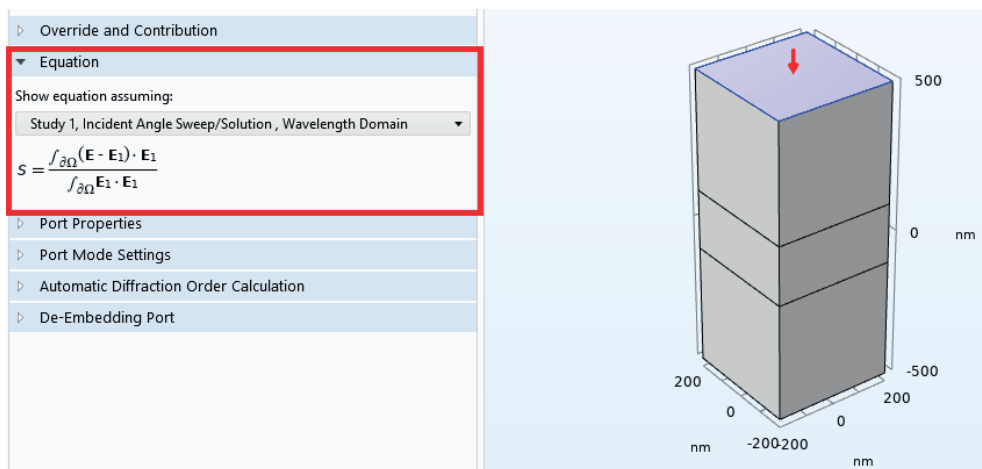 Override and Contribution
Equation
Show equation assuming:
Study 1, Incident Angle Sweep/Solution , Wavelength Domain
S = ∫∂Ω(E - E1) · E1 / ∫∂ΩE1 · E1
Port Properties
Port Mode Settings
Automatic Diffraction Order Calculation
De-Embedding Port
500
0 nm
-500
200
200
0
0
-200
-200
nm
nm